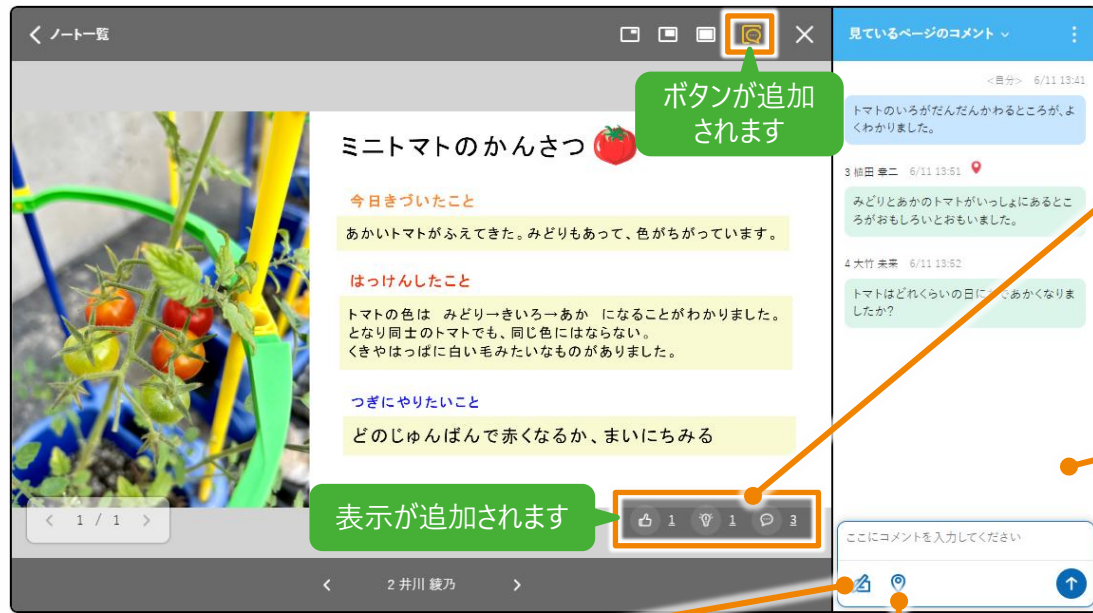 ノート一覧
ボタンが追加
されます
ミニトマトのかんさつ
今日きづいたこと
あかいトマトがふえてきた。みどりもあって、色がちがっています。
はっけんしたこと
トマトの色は みどり→きいろ→あか になることがわかりました。
となり同士のトマトでも、同じ色にはならない。
くきやはっぱに白い毛みたいなものがありました。
つぎにやりたいこと
どのじゅんばんで赤くなるか、まいにちみる
1 / 1
表示が追加されます
1 1 3
2 井川 綾乃
見ているページのコメント
<自分> 6/11 13:41
トマトのいろがだんだんかわるところが、よ
くわかりました。
3 植田 幸二 6/11 13:51
みどりとあかのトマトがいっしょにあるとこ
ろがおもしろいとおもいました。
4 大竹 未来 6/11 13:52
トマトはどれくらいの日に であかくなりま
したか?
ここにコメントを入力してください